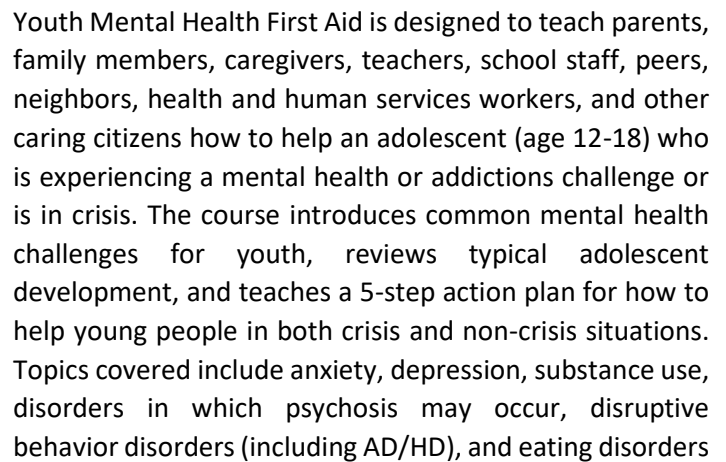 Youth Mental Health First Aid is designed to teach parents,
family members, caregivers, teachers, school staff, peers,
neighbors, health and human services workers, and other
caring citizens how to help an adolescent (age 12-18) who
is experiencing a mental health or addictions challenge or
is in crisis. The course introduces common mental health
challenges for youth, reviews typical adolescent
development, and teaches a 5-step action plan for how to
help young people in both crisis and non-crisis situations.
Topics covered include anxiety, depression, substance use,
disorders in which psychosis may occur, disruptive
behavior disorders (including AD/HD), and eating disorders